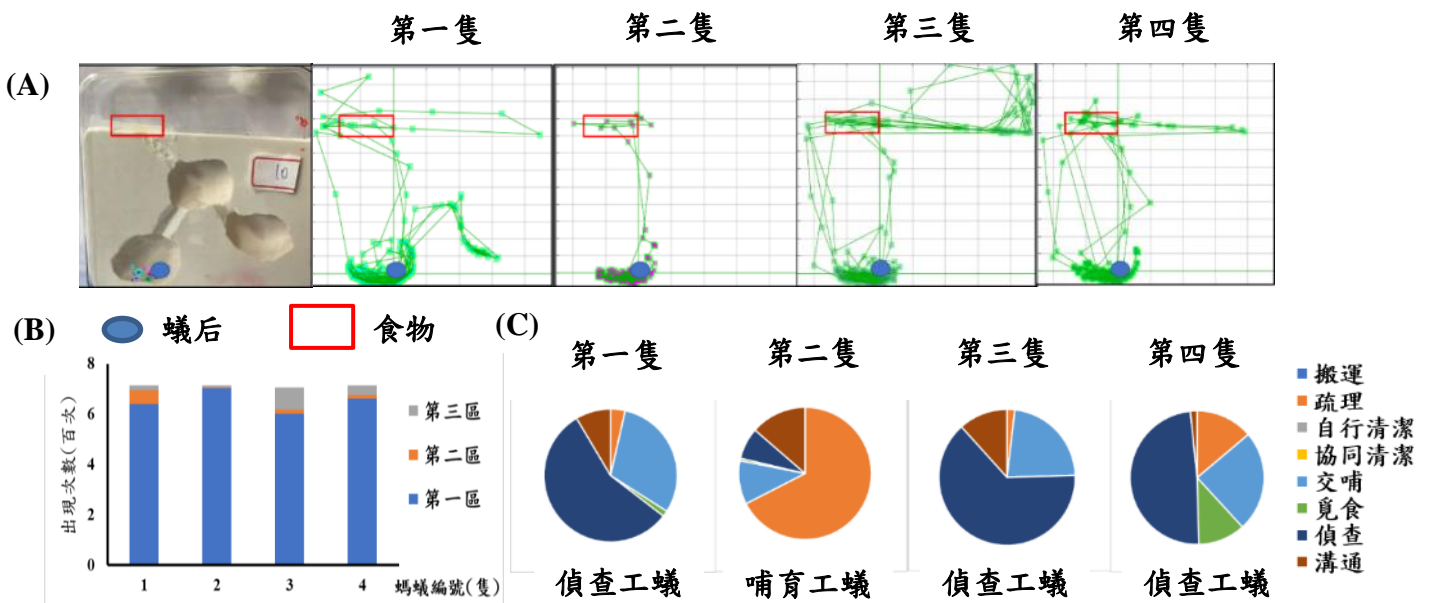 第一隻 第二隻 第三隻 第四隻
(A)
10
(B) 蟻后 食物
(C)
8
6
4
2
0
出現次數(百次)
1 2 3 4 螞蟻編號(隻)
第三區
第二區
第一區
第一隻 第二隻 第三隻 第四隻
偵查工蟻 哺育工蟻 偵查工蟻 偵查工蟻
搬運
疏理
自行清潔
協同清潔
交哺
覓食
偵查
溝通